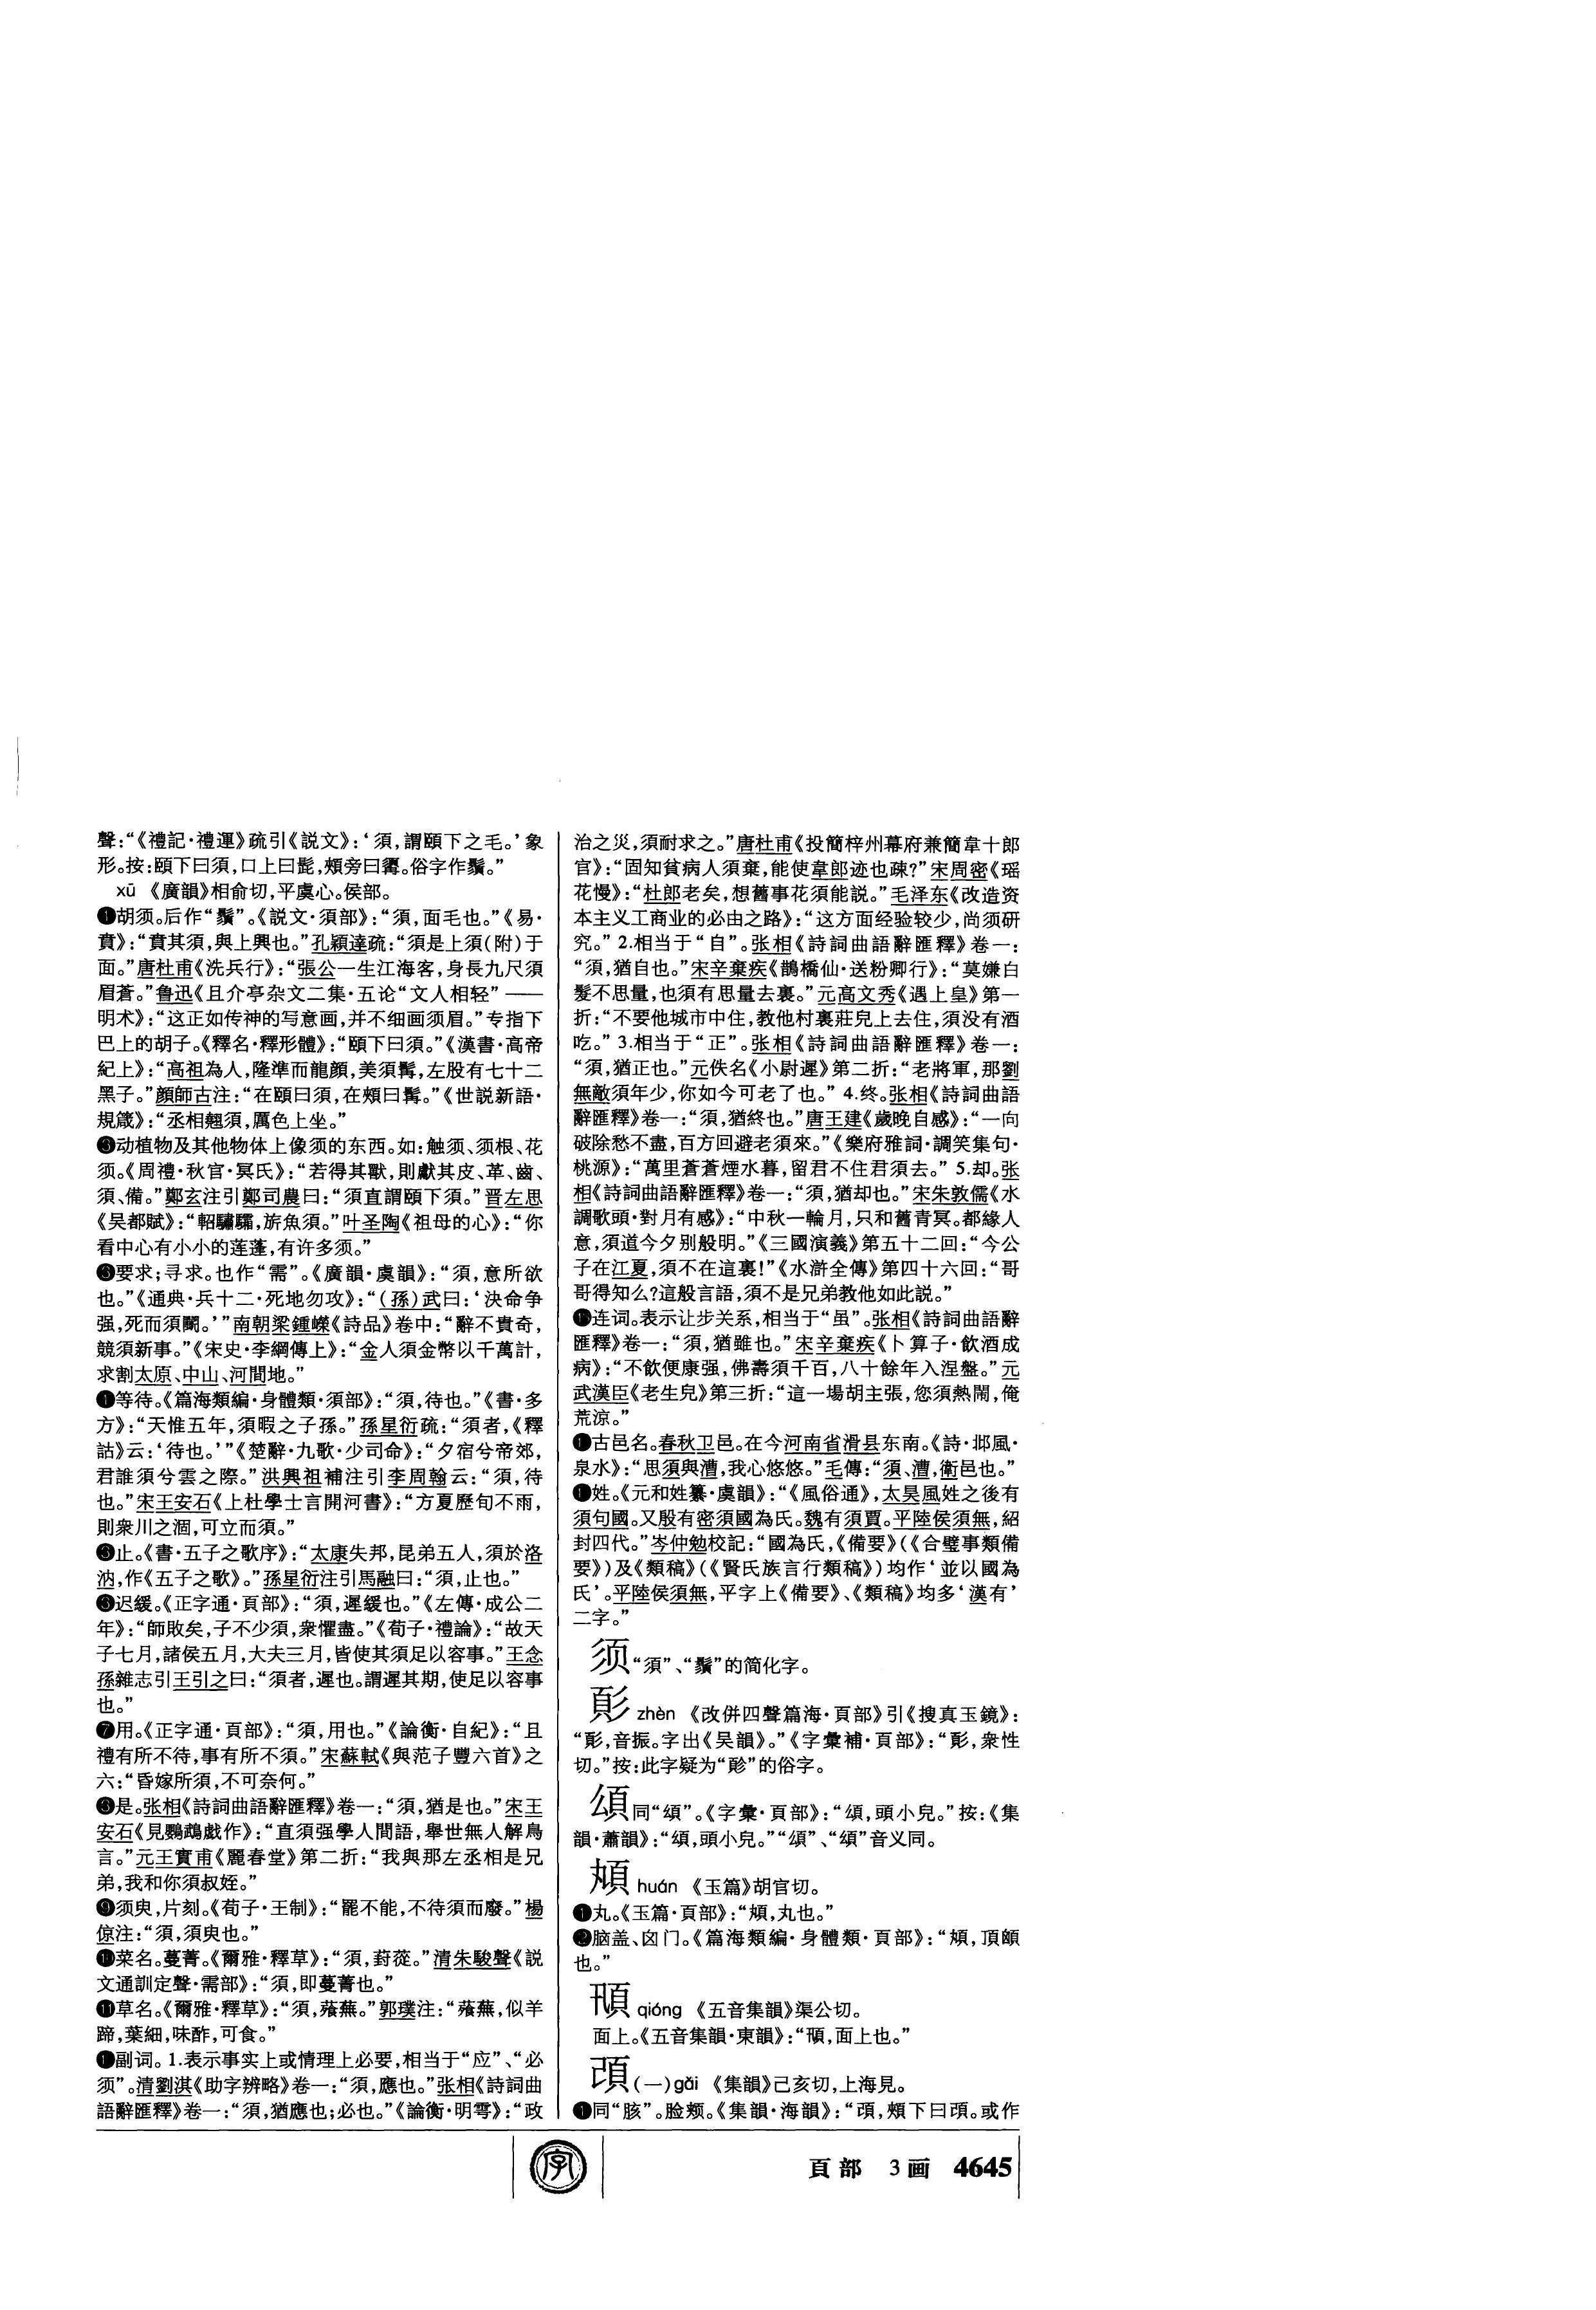 聲：“《禮記·禮運》疏引《説文》：‘須，謂頤下之毛。’象
形。按：頤下曰須，口上曰髭，頰旁曰䫇。俗字作鬚。”
xū 《廣韻》相俞切，平虞心。侯部。
❶胡须。后作“鬚”。《説文·須部》：“須，面毛也。”《易·
賁》：“賁其須，與上興也。”孔穎達疏：“須是上須（附）于
面。”唐杜甫《洗兵行》：“張公一生江海客，身長九尺須
眉蒼。”鲁迅《且介亭杂文二集·五论“文人相轻”——
明术》：“这正如传神的写意画，并不细画须眉。”专指下
巴上的胡子。《釋名·釋形體》：“頤下曰須。”《漢書·高帝
紀上》：“高祖為人，隆準而龍顔，美須髯，左股有七十二
黑子。”顔師古注：“在頤曰須，在頰曰髯。”《世説新語·
規箴》：“丞相翹須，厲色上坐。”
动植物及其他物体上像须的东西。如：触须、须根、花
须。《周禮·秋官·冥氏》：“若得其獸，則獻其皮、革、齒、
須、備。”鄭玄注引鄭司農曰：“須直謂頤下須。”晋左思
《吴都賦》：“軺驌驦，旂魚須。”叶圣陶《祖母的心》：“你
看中心有小小的莲蓬，有许多须。”
❸要求；寻求。也作“需”。《廣韻·虞韻》：“須，意所欲
也。”《通典·兵十二·死地勿攻》：“（孫）武曰：‘決命争
强，死而須鬭。’”南朝梁鍾嶸《詩品》卷中：“辭不貴奇，
競須新事。”《宋史·李綱傳上》：“金人須金幣以千萬計，
求割太原、中山、河間地。”
等待。《篇海類編·身體類·須部》：“須，待也。”《書·多
方》：“天惟五年，須暇之子孫。”孫星衍疏：“須者，《釋
詁》云：‘待也。’”《楚辭·九歌·少司命》：“夕宿兮帝郊，
君誰須兮雲之際。”洪興祖補注引李周翰云：“須，待
也。”宋王安石《上杜學士言開河書》：“方夏歷旬不雨，
則衆川之涸，可立而須。”
止。《書·五子之歌序》：“太康失邦，昆弟五人，須於洛
汭，作《五子之歌》。”孫星衍注引馬融曰：“須，止也。”
迟缓。《正字通·頁部》：“須，遲緩也。”《左傳·成公二
年》：“師敗矣，子不少須，衆懼盡。”《荀子·禮論》：“故天
子七月，諸侯五月，大夫三月，皆使其須足以容事。”王念
孫雜志引王引之曰：“須者，遲也。謂遲其期，使足以容事
也。”
❼用。《正字通·頁部》：“須，用也。”《論衡·自紀》：“且
禮有所不待，事有所不須。”宋蘇軾《與范子豐六首》之
六：“昏嫁所須，不可奈何。”
是。张相《詩詞曲語辭匯釋》卷一：“須，猶是也。”宋王
安石《見鸚鵡戯作》：“直須强學人間語，舉世無人解鳥
言。”元王實甫《麗春堂》第二折：“我與那左丞相是兄
弟，我和你須叔姪。”
❾须臾，片刻。《荀子·王制》：“罷不能，不待須而廢。”楊
倞注：“須，須臾也。”
菜名。蔓菁。《爾雅·釋草》：“須，葑蓯。”清朱駿聲《説
文通訓定聲·需部》：“須，即蔓菁也。”
⓫草名。《爾雅·釋草》：“須，薞蕪。”郭璞注：“薞蕪，似羊
蹄，葉細，味酢，可食。”
副词。1.表示事实上或情理上必要，相当于“应”、“必
须”。清劉淇《助字辨略》卷一：“須，應也。”张相《詩詞曲
語辭匯釋》卷一：“須，猶應也；必也。”《論衡·明雩》：“政
治之災，須耐求之。”唐杜甫《投簡梓州幕府兼簡韋十郎
官》：“固知貧病人須棄，能使韋郎迹也疎？”宋周密《瑶
花慢》：“杜郎老矣，想舊事花須能説。”毛泽东《改造资
本主义工商业的必由之路》：“这方面经验较少，尚须研
究。”2.相当于“自”。张相《詩詞曲語辭匯釋》卷一：
“須，猶自也。”宋辛棄疾《鵲橋仙·送粉卿行》：“莫嫌白
髮不思量，也須有思量去裏。”元高文秀《遇上皇》第一
折：“不要他城市中住，教他村裏莊兒上去住，須没有酒
吃。”3.相当于“正”。张相《詩詞曲語辭匯釋》卷一：
“須，猶正也。”元佚名《小尉遲》第二折：“老將軍，那劉
無敵須年少，你如今可老了也。”4.终。张相《詩詞曲語
辭匯釋》卷一：“須，猶終也。”唐王建《歲晚自感》：“一向
破除愁不盡，百方回避老須來。”《樂府雅詞·調笑集句·
桃源》：“萬里蒼蒼煙水暮，留君不住君須去。”5.却。张
相《詩詞曲語辭匯釋》卷一：“須，猶却也。”宋朱敦儒《水
調歌頭·對月有感》：“中秋一輪月，只和舊青冥。都緣人
意，須道今夕别般明。”《三國演義》第五十二回：“今公
子在江夏，須不在這裏！”《水滸全傳》第四十六回：“哥
哥得知么？這般言語，須不是兄弟教他如此説。”
连词。表示让步关系，相当于“虽”。张相《詩詞曲語辭
匯釋》卷一：“須，猶雖也。”宋辛棄疾《卜算子·飲酒成
病》：“不飲便康强，佛壽須千百，八十餘年入涅盤。”元
武漢臣《老生兒》第三折：“這一場胡主張，您須熱鬧，俺
荒涼。”
古邑名。春秋卫邑。在今河南省滑县东南。《詩·邶風·
泉水》：“思須與漕，我心悠悠。”毛傳：“須、漕，衛邑也。”
姓。《元和姓纂·虞韻》：“《風俗通》，太昊風姓之後有
須句國。又殷有密須國為氏。魏有須賈。平陸侯須無，紹
封四代。”岑仲勉校記：“國為氏，《備要》（《合璧事類備
要》）及《類稿》（《賢氏族言行類稿》）均作‘並以國為
氏’。平陸侯須無，平字上《備要》、《類稿》均多‘漢有’
二字。”
须“須”、“鬚”的简化字。
zhèn 《改併四聲篇海·頁部》引《搜真玉鏡》：
“，音振。字出《吴韻》。”《字彙補·頁部》：“，衆性
切。”按：此字疑为“”的俗字。
同“”。《字彙·頁部》：“，頭小皃。”按：《集
韻·蕭韻》：“，頭小皃。”“”、“”音义同。
huán 《玉篇》胡官切。
❶丸。《玉篇·頁部》：“，丸也。”
❷脑盖、囟门。《篇海類編·身體類·頁部》：“，頂顱
也。”
qióng 《五音集韻》渠公切。
面上。《五音集韻·東韻》：“，面上也。”
（一）gǎi 《集韻》己亥切，上海見。
❶同“胲”。脸颊。《集韻·海韻》：“，頰下曰。或作
字
頁部 3画 4645